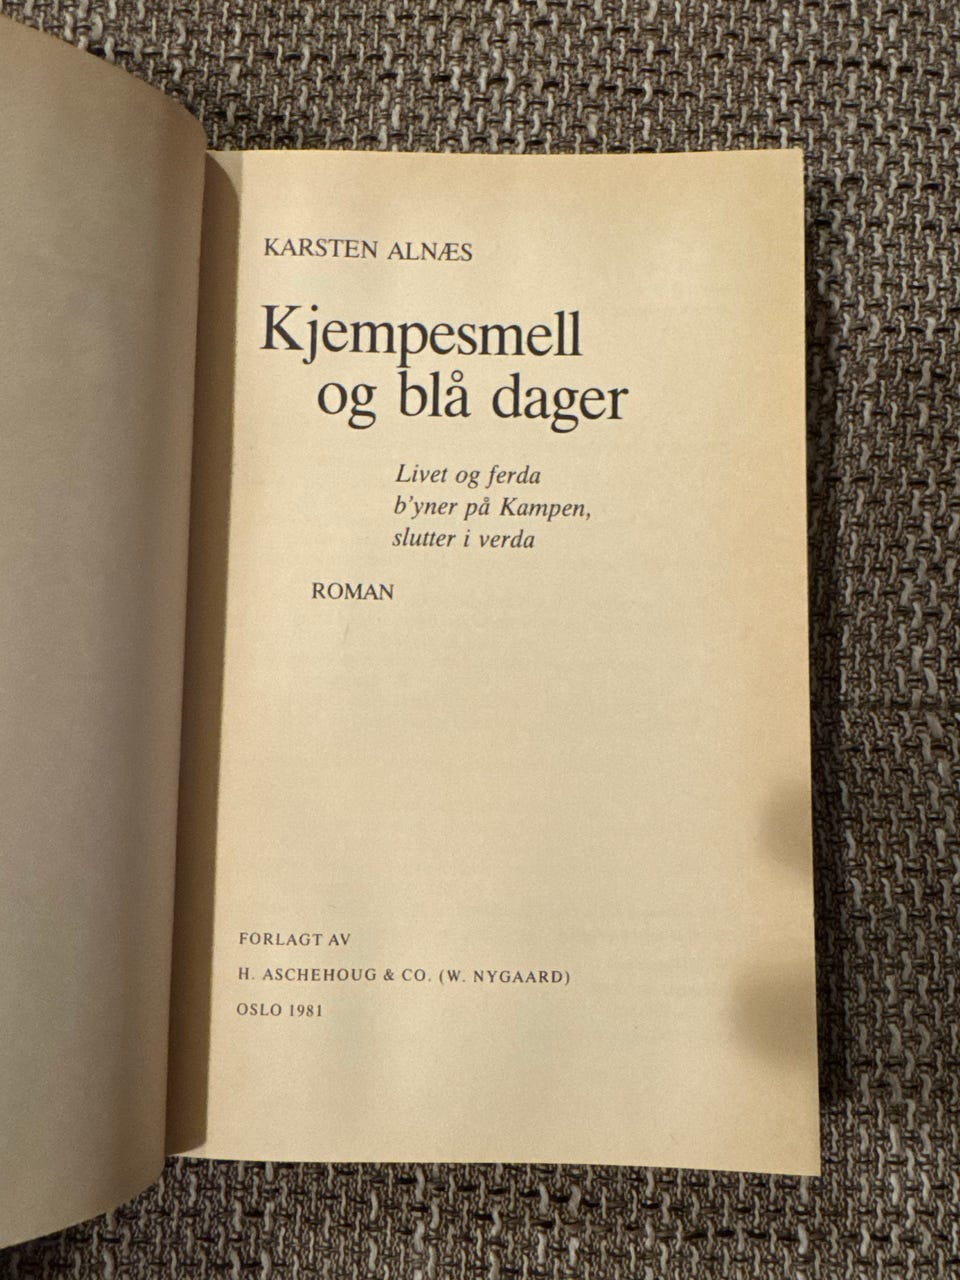 KARSTEN ALNÆS
Kjempesmell
og blå dager
Livet og ferda
b'yner på Kampen,
slutter i verda
ROMAN
FORLAGT AV
H. ASCHEHOUG & CO. (W. NYGAARD)
OSLO 1981